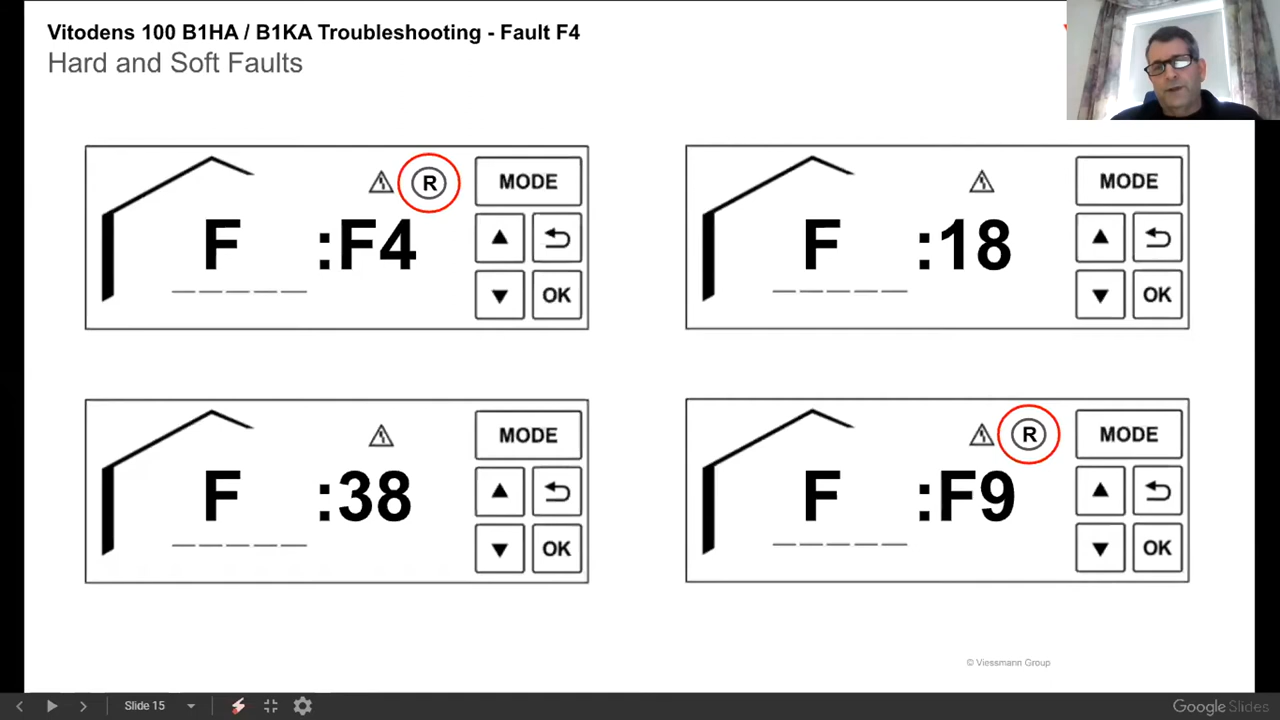 Vitodens 100 B1HA / B1KA Troubleshooting - Fault F4
Hard and Soft Faults
R
MODE
F :F4
OK
MODE
F :18
OK
MODE
F :38
OK
R
MODE
F :F9
OK
© Viessmann Group
Slide 15
Google Slides